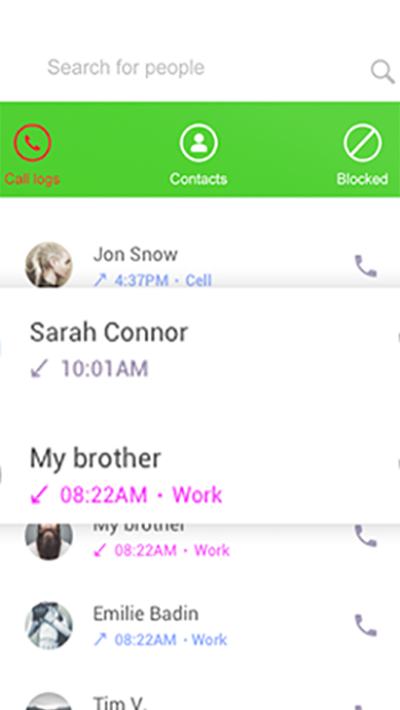 Search for people
Call logs
Contacts
Blocked
Jon Snow
4:37PM • Cell
Sarah Connor
10:01AM
My brother
08:22AM • Work
My brother
08:22AM • Work
Emilie Badin
08:22AM • Work
Tim V.